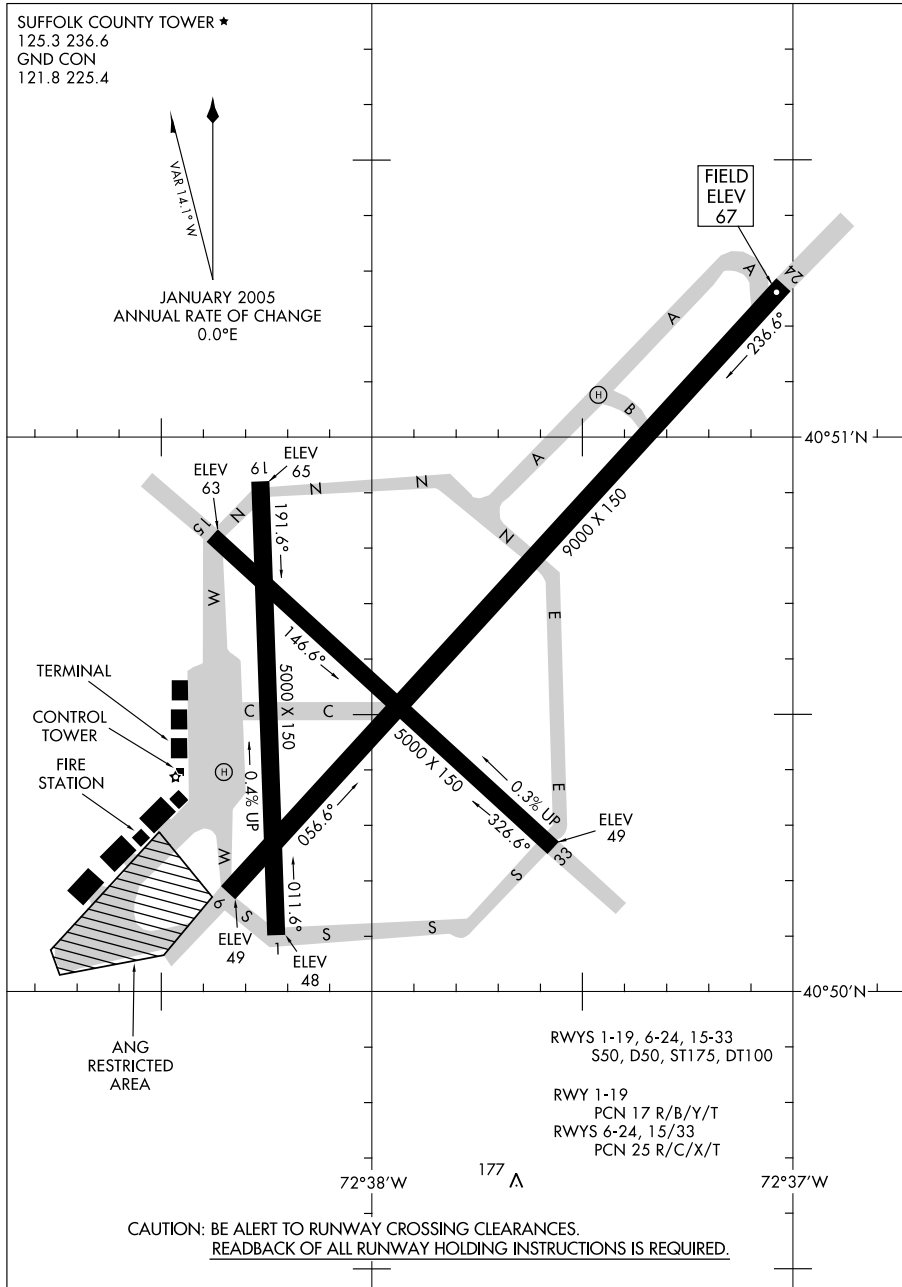 SUFFOLK COUNTY TOWER ★
125.3 236.6
GND CON
121.8 225.4
VAR 14.1° W
JANUARY 2005
ANNUAL RATE OF CHANGE
0.0°E
FIELD
ELEV
67
A
24
236.6°
A
H
B
40°51'N
A
ELEV
63
19
ELEV
65
N
N
N
15
191.6°
N
9000 X 150
W
E
146.6°
TERMINAL
5000 X 150
C
C
CONTROL
TOWER
5000 X 150
FIRE
STATION
H
0.4% UP
0.3% UP
E
056.6°
326.6°
ELEV
49
33
W
S
6
S
011.6°
S
S
ELEV
49
1
ELEV
48
40°50'N
ANG
RESTRICTED
AREA
RWYS 1-19, 6-24, 15-33
S50, D50, ST175, DT100
RWY 1-19
PCN 17 R/B/Y/T
RWYS 6-24, 15/33
PCN 25 R/C/X/T
72°38'W
177
72°37'W
CAUTION: BE ALERT TO RUNWAY CROSSING CLEARANCES.
READBACK OF ALL RUNWAY HOLDING INSTRUCTIONS IS REQUIRED.